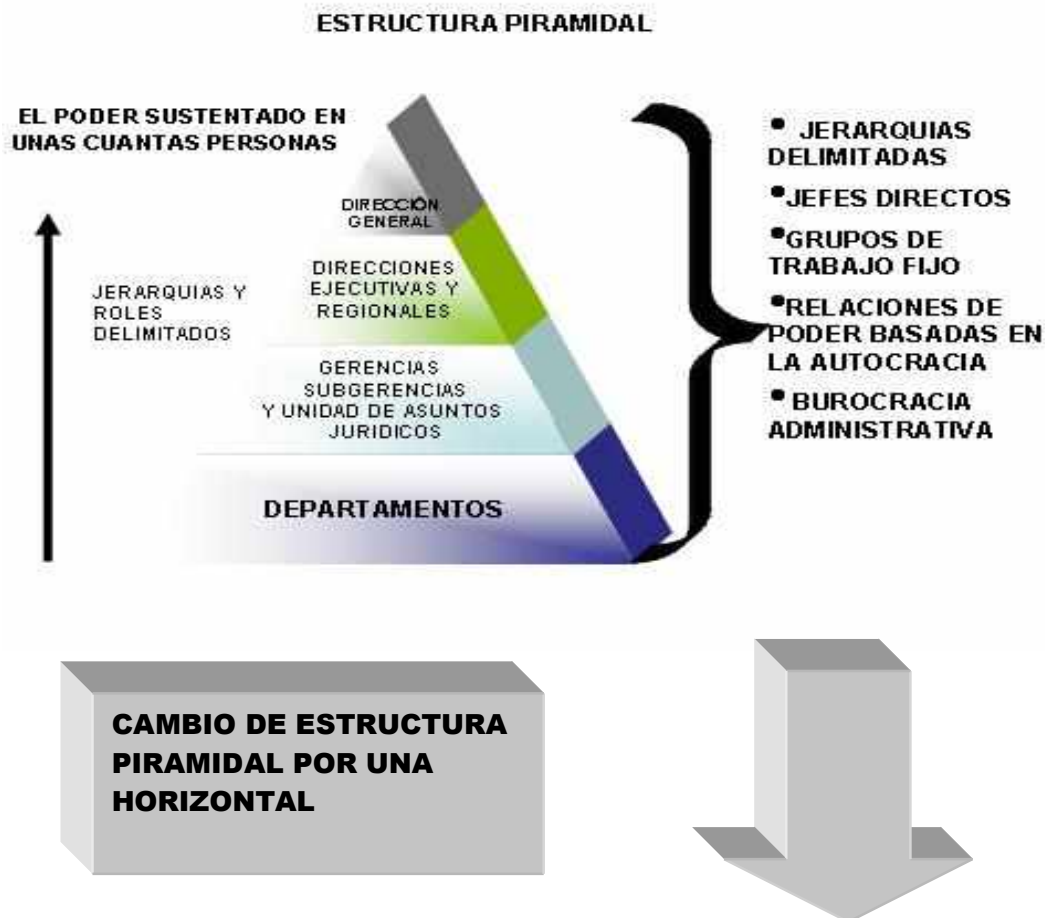 ESTRUCTURA PIRAMIDAL
EL PODER SUSTENTADO EN
UNAS CUANTAS PERSONAS
DIRECCIÓN
GENERAL
DIRECCIONES
EJECUTIVAS Y
REGIONALES
JERARQUIAS Y
ROLES
DELIMITADOS
GERENCIAS
SUBGERENCIAS
Y UNIDAD DE ASUNTOS
JURIDICOS
DEPARTAMENTOS
• JERARQUIAS
DELIMITADAS
•JEFES DIRECTOS
•GRUPOS DE
TRABAJO FIJO
•RELACIONES DE
PODER BASADAS EN
LA AUTOCRACIA
• BUROCRACIA
ADMINISTRATIVA
CAMBIO DE ESTRUCTURA
PIRAMIDAL POR UNA
HORIZONTAL